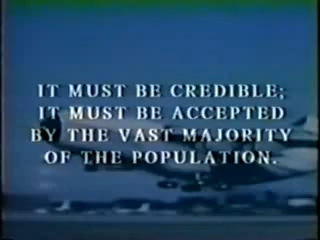 IT MUST BE CREDIBLE;
IT MUST BE ACCEPTED
BY THE VAST MAJORITY
OF THE POPULATION.